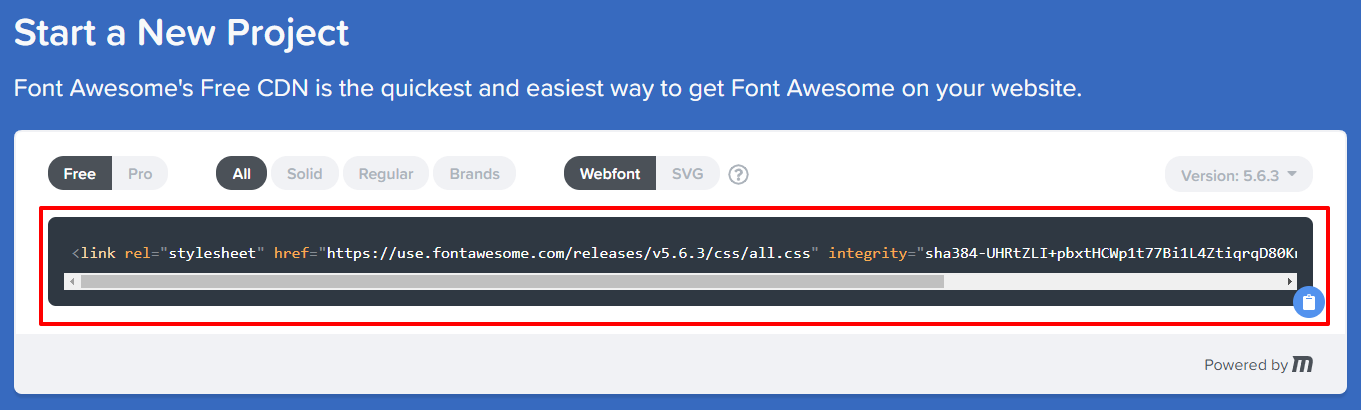 Start a New Project
Font Awesome's Free CDN is the quickest and easiest way to get Font Awesome on your website.
Free Pro All Solid Regular Brands Webfont SVG ? Version: 5.6.3
<link rel="stylesheet" href="https://use.fontawesome.com/releases/v5.6.3/css/all.css" integrity="sha384-UHRtZLI+pbxtHCWp1t77Bi1L4ZtiqrqD80K
Powered by